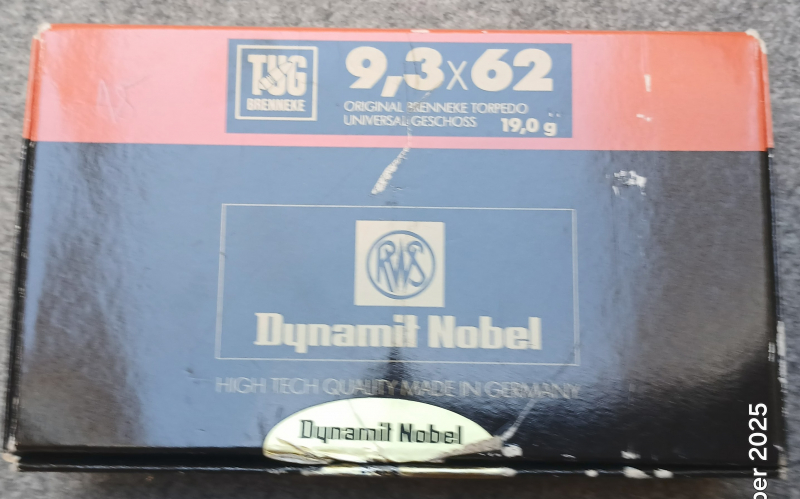 TUG
BRENNEKE
9,3x62
ORIGINAL BRENNEKE TORPEDO
UNIVERSAL-GESCHOSS 19,0 g
RWS
Dynamit Nobel
HIGH TECH QUALITY MADE IN GERMANY
Dynamit Nobel
2025